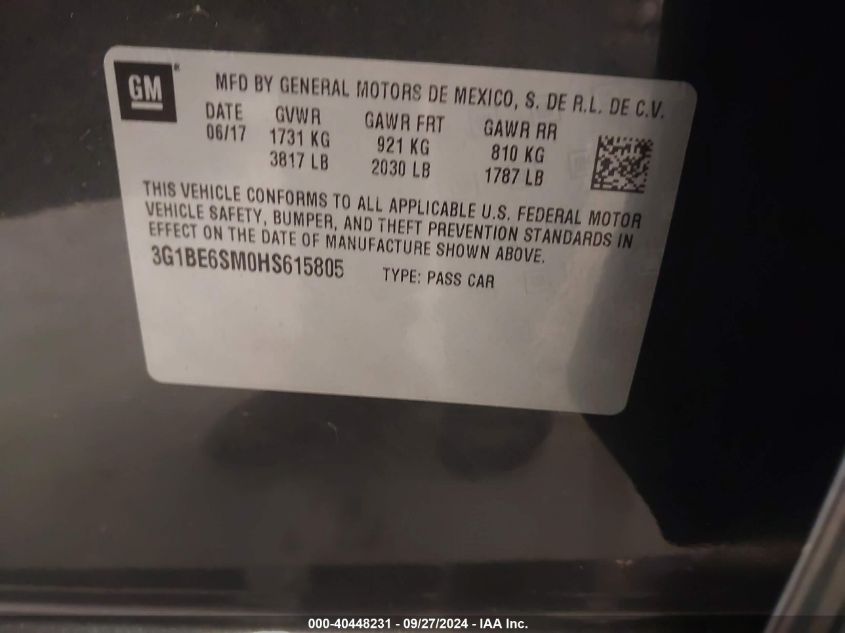 GM
MFD BY GENERAL MOTORS DE MEXICO, S. DE R.L. DE C.V.
DATE GVWR GAWR FRT GAWR RR
06/17 1731 KG 921 KG 810 KG
3817 LB 2030 LB 1787 LB
THIS VEHICLE CONFORMS TO ALL APPLICABLE U.S. FEDERAL MOTOR
VEHICLE SAFETY, BUMPER, AND THEFT PREVENTION STANDARDS IN
EFFECT ON THE DATE OF MANUFACTURE SHOWN ABOVE.
3G1BE6SM0HS615805 TYPE: PASS CAR
000-40448231 - 09/27/2024 - IAA Inc.